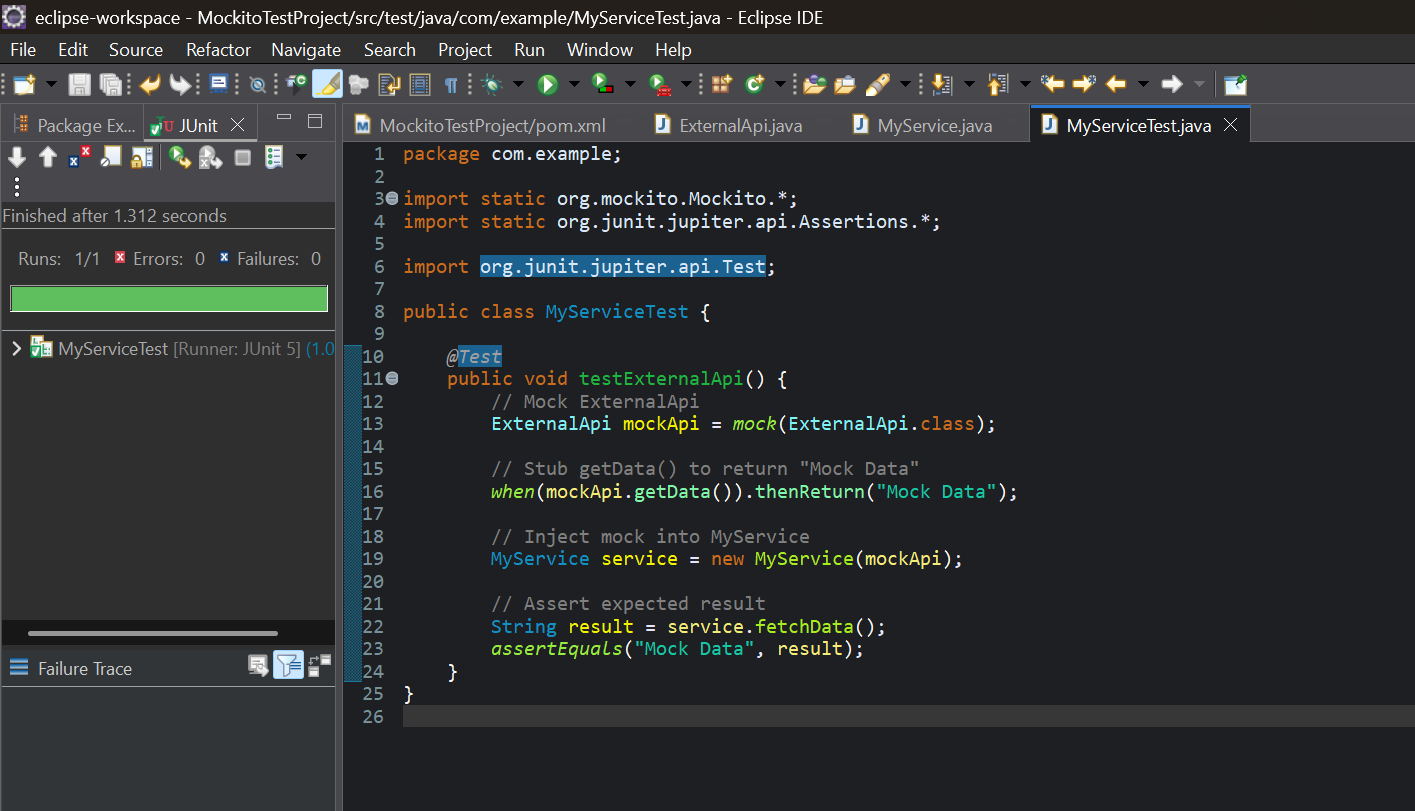 eclipse-workspace - MockitoTestProject/src/test/java/com/example/MyServiceTest.java - Eclipse IDE
File Edit Source Refactor Navigate Search Project Run Window Help
Package Ex... JUnit
MockitoTestProject/pom.xml ExternalApi.java MyService.java MyServiceTest.java
Finished after 1.312 seconds
Runs: 1/1 Errors: 0 Failures: 0
MyServiceTest [Runner: JUnit 5] (1.0
Failure Trace
1 package com.example;
2
3 import static org.mockito.Mockito.*;
4 import static org.junit.jupiter.api.Assertions.*;
5
6 import org.junit.jupiter.api.Test;
7
8 public class MyServiceTest {
9
10     @Test
11     public void testExternalApi() {
12         // Mock ExternalApi
13         ExternalApi mockApi = mock(ExternalApi.class);
14
15         // Stub getData() to return "Mock Data"
16         when(mockApi.getData()).thenReturn("Mock Data");
17
18         // Inject mock into MyService
19         MyService service = new MyService(mockApi);
20
21         // Assert expected result
22         String result = service.fetchData();
23         assertEquals("Mock Data", result);
24     }
25 }
26